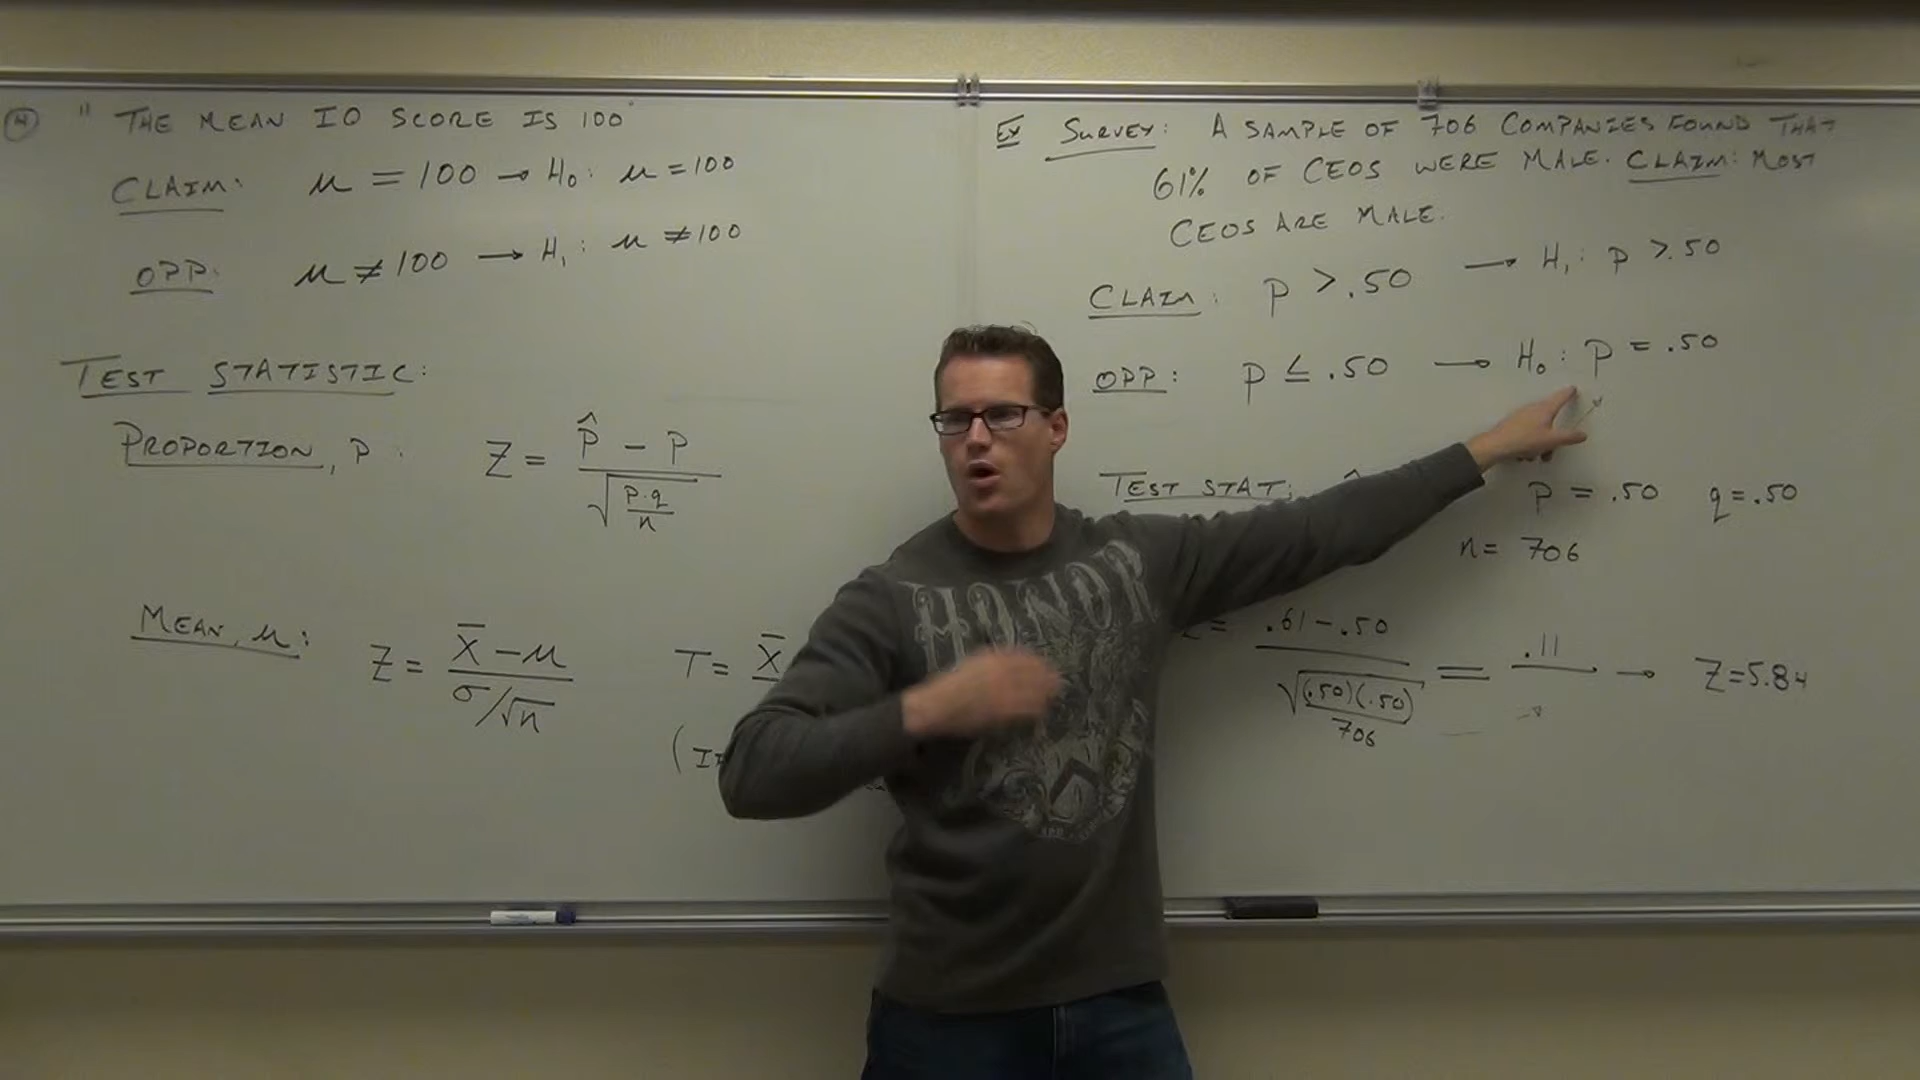 ④ " THE MEAN IQ SCORE IS 100"
CLAIM: μ = 100 → H₀: μ = 100
OPP: μ ≠ 100 → H₁: μ ≠ 100
TEST STATISTIC:
PROPORTION, P: Z = (p̂ - p) / √(p·q/n)
MEAN, μ: Z = (x̄ - μ) / (σ/√n) T = x̄
EX SURVEY: A SAMPLE OF 706 COMPANIES FOUND THAT
61% OF CEOS WERE MALE. CLAIM: MOST
CEOS ARE MALE.
CLAIM: P > .50 → H₁: P > .50
OPP: P ≤ .50 → H₀: P = .50
TEST STAT: P = .50 q = .50
n = 706
Z = (.61 - .50) / √((.50)(.50)/706) = .11 / → Z = 5.84
HONOR